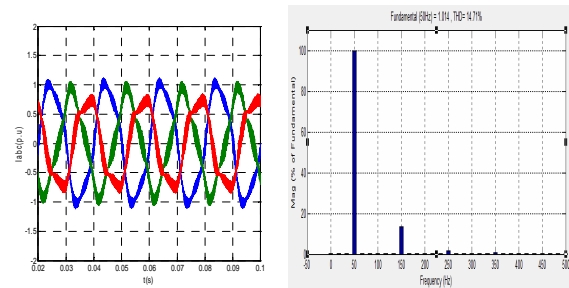 2
1.5
1
0.5
0
-0.5
-1
-1.5
-2
Iabc(p.u)
0.02 0.03 0.04 0.05 0.06 0.07 0.08 0.09 0.1
t(s)
Fundamental (50Hz) = 1.014 , THD= 14.71%
100
80
60
40
20
0
Mag (% of Fundamental)
-50 0 50 100 150 200 250 300 350 400 450 500
Frequency (Hz)